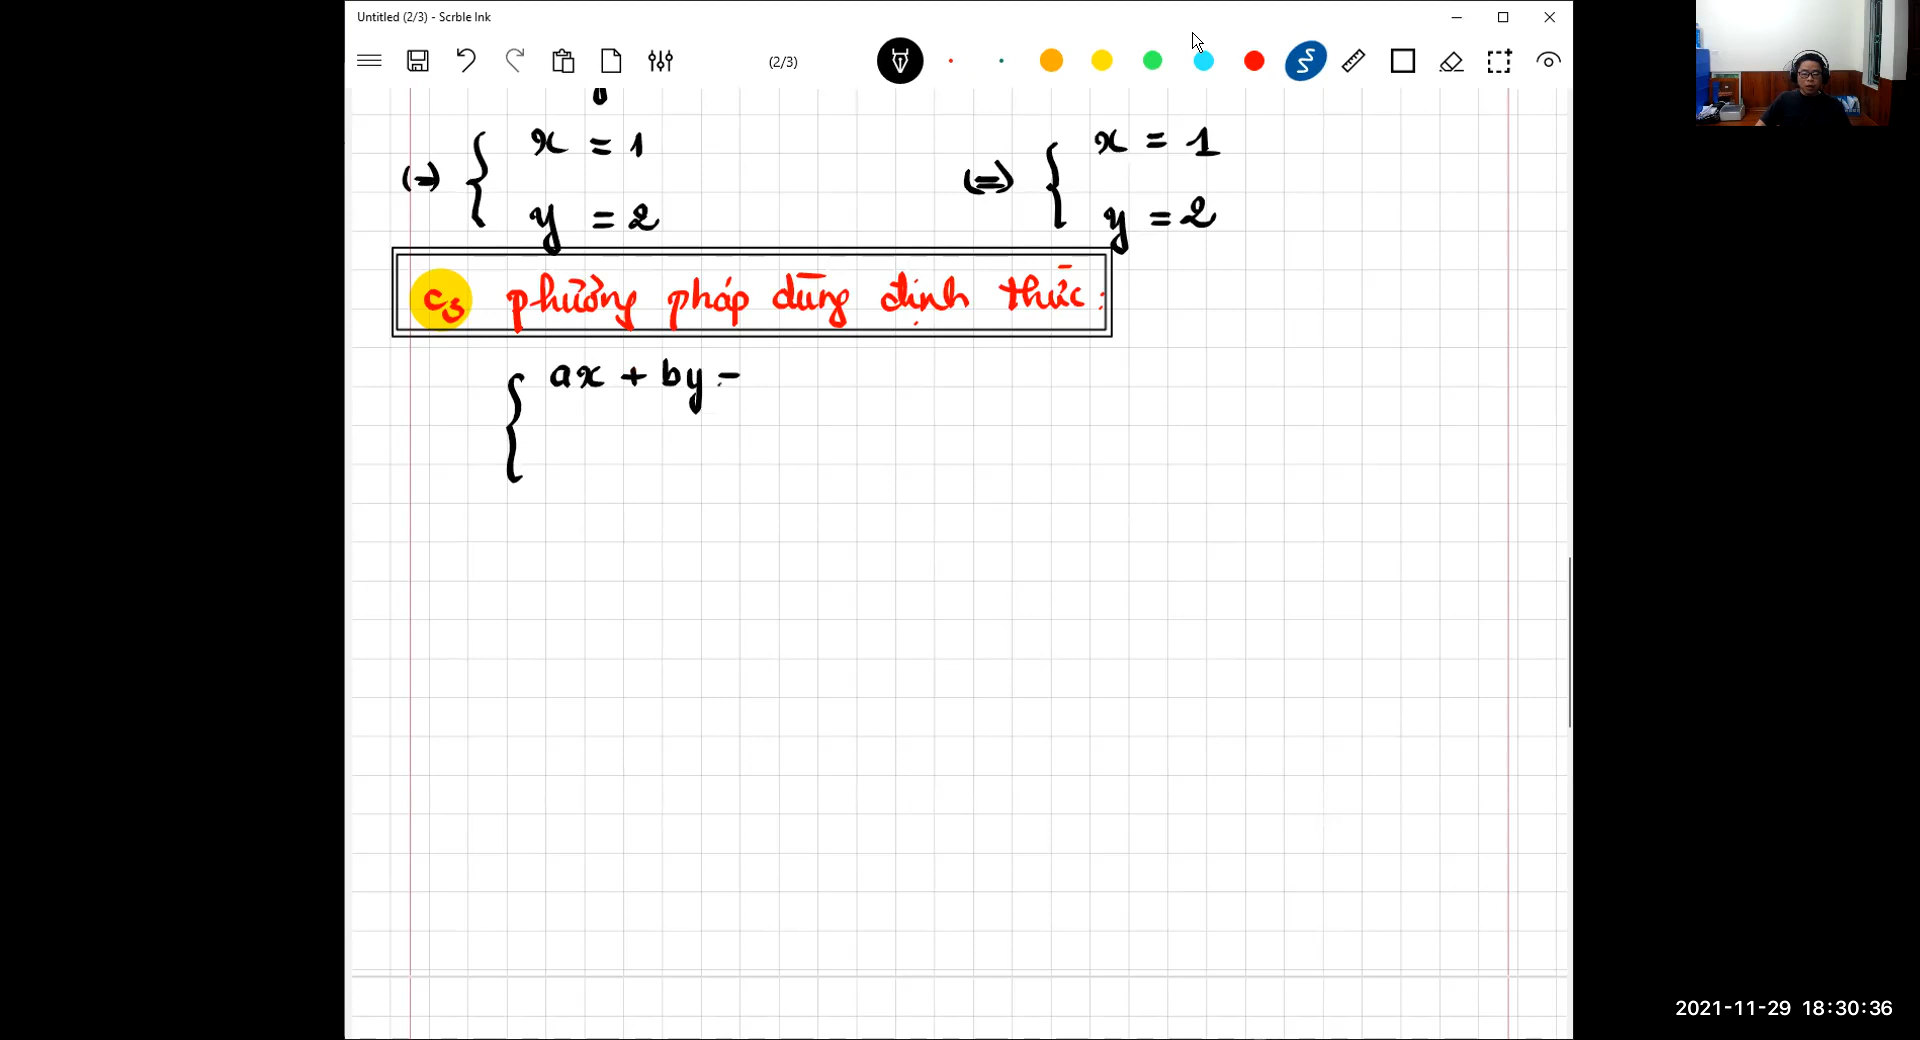 Untitled (2/3) - Scrble Ink
(2/3)
(=) { x = 1
y = 2
(=) { x = 1
y = 2
C3 phương pháp dùng định thức:
{ ax + by =
2021-11-29 18:30:36